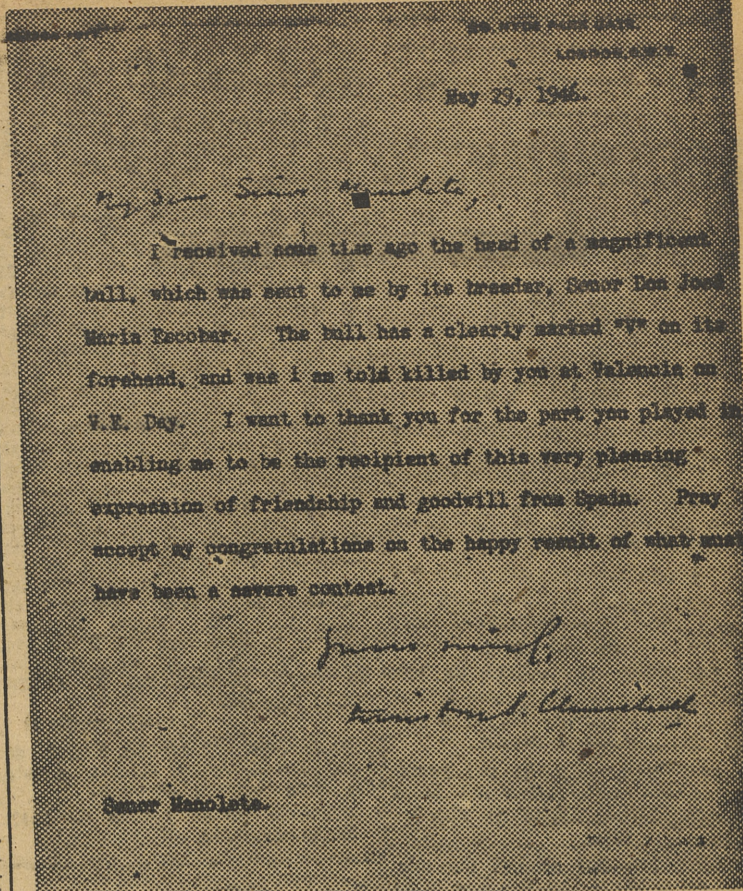 28, HYDE PARK GATE,
LONDON, S.W.7.
May 29, 1946.
My dear Señor Manolete,
I received some time ago the head of a magnificent
bull, which was sent to me by its breeder, Senor Don José
Maria Escobar. The bull has a clearly marked "V" on its
forehead, and was i am told killed by you at Valencia on
V.E. Day. I want to thank you for the part you played in
enabling me to be the recipient of this very pleasing
expression of friendship and goodwill from Spain. Pray
accept my congratulations on the happy result of what must
have been a severe contest.
Yours sincl,
Winston S. Churchill
Senor Manolete.